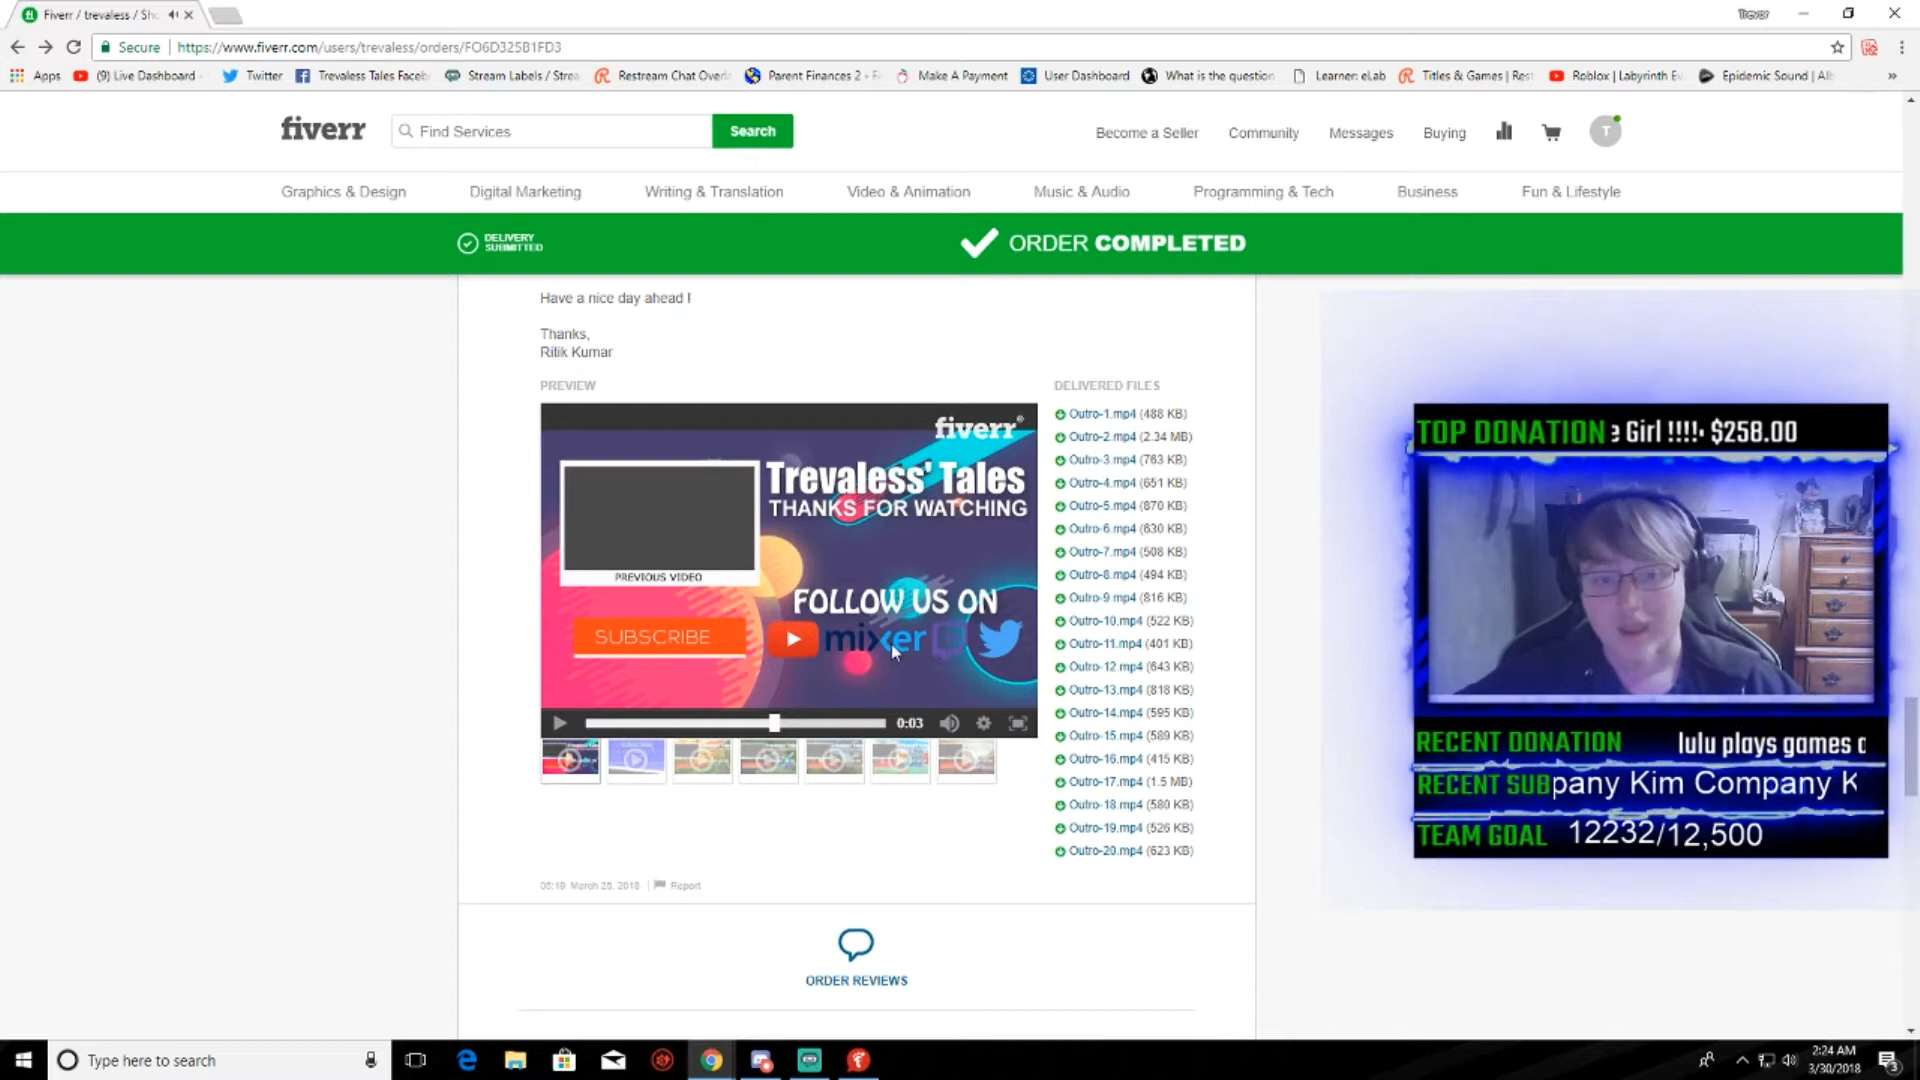 Fiverr / trevaless / Sho
Trevor
Secure
https://www.fiverr.com/users/trevaless/orders/FO6D325B1FD3
Apps
(9) Live Dashboard -
Twitter
Trevaless Tales Faceb
Stream Labels / Strea
Restream Chat Overla
Parent Finances 2 - F
Make A Payment
User Dashboard
What is the question
Learner: eLab
Titles & Games | Rest
Roblox | Labyrinth Ev
Epidemic Sound | Alb
»
fiverr
Find Services
Search
Become a Seller
Community
Messages
Buying
T
Graphics & Design
Digital Marketing
Writing & Translation
Video & Animation
Music & Audio
Programming & Tech
Business
Fun & Lifestyle
DELIVERY
SUBMITTED
ORDER COMPLETED
Have a nice day ahead !
Thanks,
Ritik Kumar
PREVIEW
fiverr®
Trevaless' Tales
THANKS FOR WATCHING
PREVIOUS VIDEO
FOLLOW US ON
SUBSCRIBE
mixer
0:03
DELIVERED FILES
Outro-1.mp4 (488 KB)
Outro-2.mp4 (2.34 MB)
Outro-3.mp4 (763 KB)
Outro-4.mp4 (651 KB)
Outro-5.mp4 (870 KB)
Outro-6.mp4 (630 KB)
Outro-7.mp4 (508 KB)
Outro-8.mp4 (494 KB)
Outro-9.mp4 (816 KB)
Outro-10.mp4 (522 KB)
Outro-11.mp4 (401 KB)
Outro-12.mp4 (643 KB)
Outro-13.mp4 (818 KB)
Outro-14.mp4 (595 KB)
Outro-15.mp4 (589 KB)
Outro-16.mp4 (415 KB)
Outro-17.mp4 (1.5 MB)
Outro-18.mp4 (580 KB)
Outro-19.mp4 (526 KB)
Outro-20.mp4 (623 KB)
Report
ORDER REVIEWS
TOP DONATION
Girl !!!! $258.00
RECENT DONATION
lulu plays games
RECENT SUB
pany Kim Company K
TEAM GOAL
12232/12,500
Type here to search
2:24 AM
3/30/2018
3